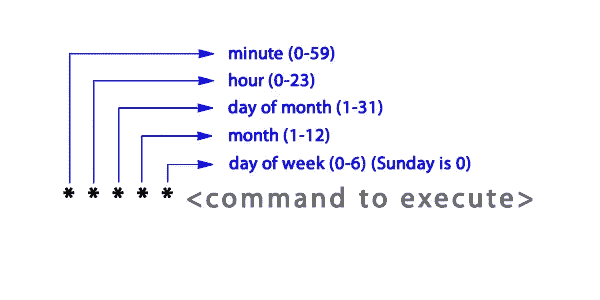 minute (0-59)
hour (0-23)
day of month (1-31)
month (1-12)
day of week (0-6) (Sunday is 0)
* * * * * <command to execute>